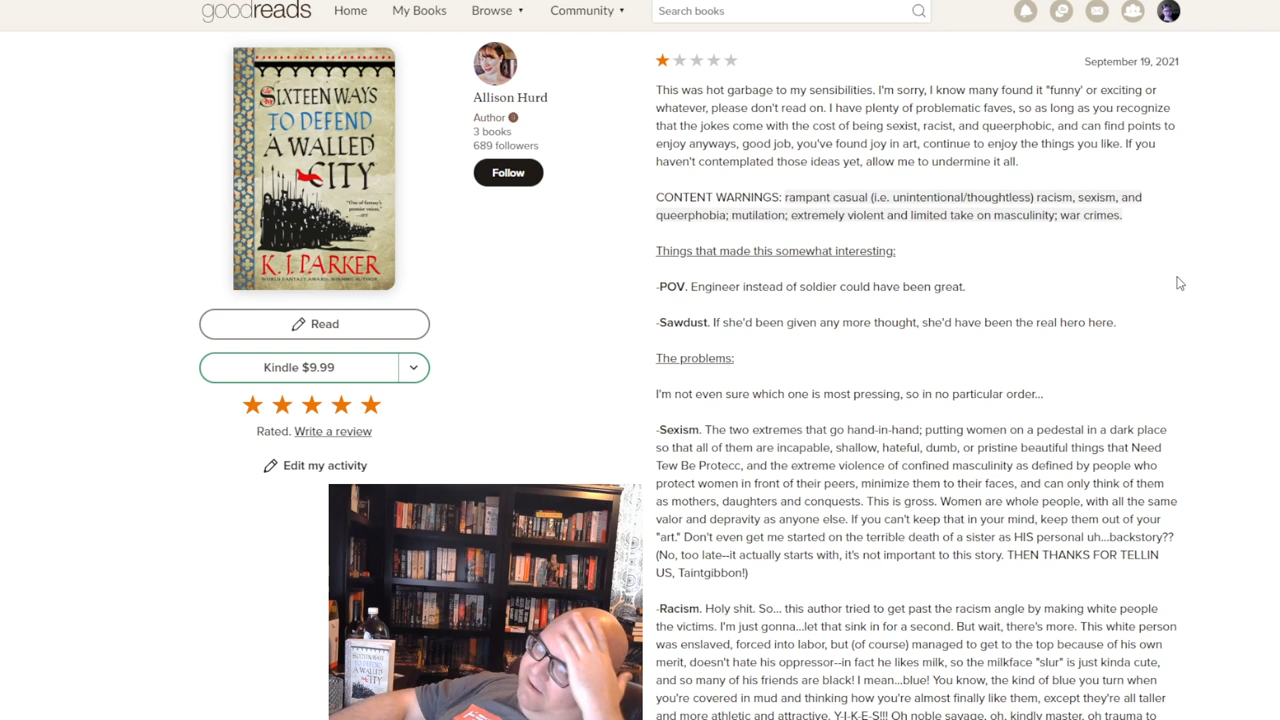 goodreads
Home My Books Browse Community Search books
SIXTEEN WAYS
TO DEFEND
A WALLED
CITY
"One of fantasy's
premier voices."
K. J. PARKER
WORLD FANTASY AWARD-WINNING AUTHOR
Read
Kindle $9.99
Rated. Write a review
Edit my activity
Allison Hurd
Author
3 books
689 followers
Follow
September 19, 2021
This was hot garbage to my sensibilities. I'm sorry, I know many found it "funny' or exciting or
whatever, please don't read on. I have plenty of problematic faves, so as long as you recognize
that the jokes come with the cost of being sexist, racist, and queerphobic, and can find points to
enjoy anyways, good job, you've found joy in art, continue to enjoy the things you like. If you
haven't contemplated those ideas yet, allow me to undermine it all.
CONTENT WARNINGS: rampant casual (i.e. unintentional/thoughtless) racism, sexism, and
queerphobia; mutilation; extremely violent and limited take on masculinity; war crimes.
Things that made this somewhat interesting:
-POV. Engineer instead of soldier could have been great.
-Sawdust. If she'd been given any more thought, she'd have been the real hero here.
The problems:
I'm not even sure which one is most pressing, so in no particular order...
-Sexism. The two extremes that go hand-in-hand; putting women on a pedestal in a dark place
so that all of them are incapable, shallow, hateful, dumb, or pristine beautiful things that Need
Tew Be Protecc, and the extreme violence of confined masculinity as defined by people who
protect women in front of their peers, minimize them to their faces, and can only think of them
as mothers, daughters and conquests. This is gross. Women are whole people, with all the same
valor and depravity as anyone else. If you can't keep that in your mind, keep them out of your
"art." Don't even get me started on the terrible death of a sister as HIS personal uh...backstory??
(No, too late--it actually starts with, it's not important to this story. THEN THANKS FOR TELLIN
US, Taintgibbon!)
-Racism. Holy shit. So... this author tried to get past the racism angle by making white people
the victims. I'm just gonna...let that sink in for a second. But wait, there's more. This white person
was enslaved, forced into labor, but (of course) managed to get to the top because of his own
merit, doesn't hate his oppressor--in fact he likes milk, so the milkface "slur" is just kinda cute,
and so many of his friends are black! I mean...blue! You know, the kind of blue you turn when
you're covered in mud and thinking how you're almost finally like them, except they're all taller
and more athletic and attractive. Y-I-K-E-S!!! Oh noble savage, oh, kindly master, oh trauma to
SIXTEEN WAYS
TO DEFEND
A WALLED
CITY